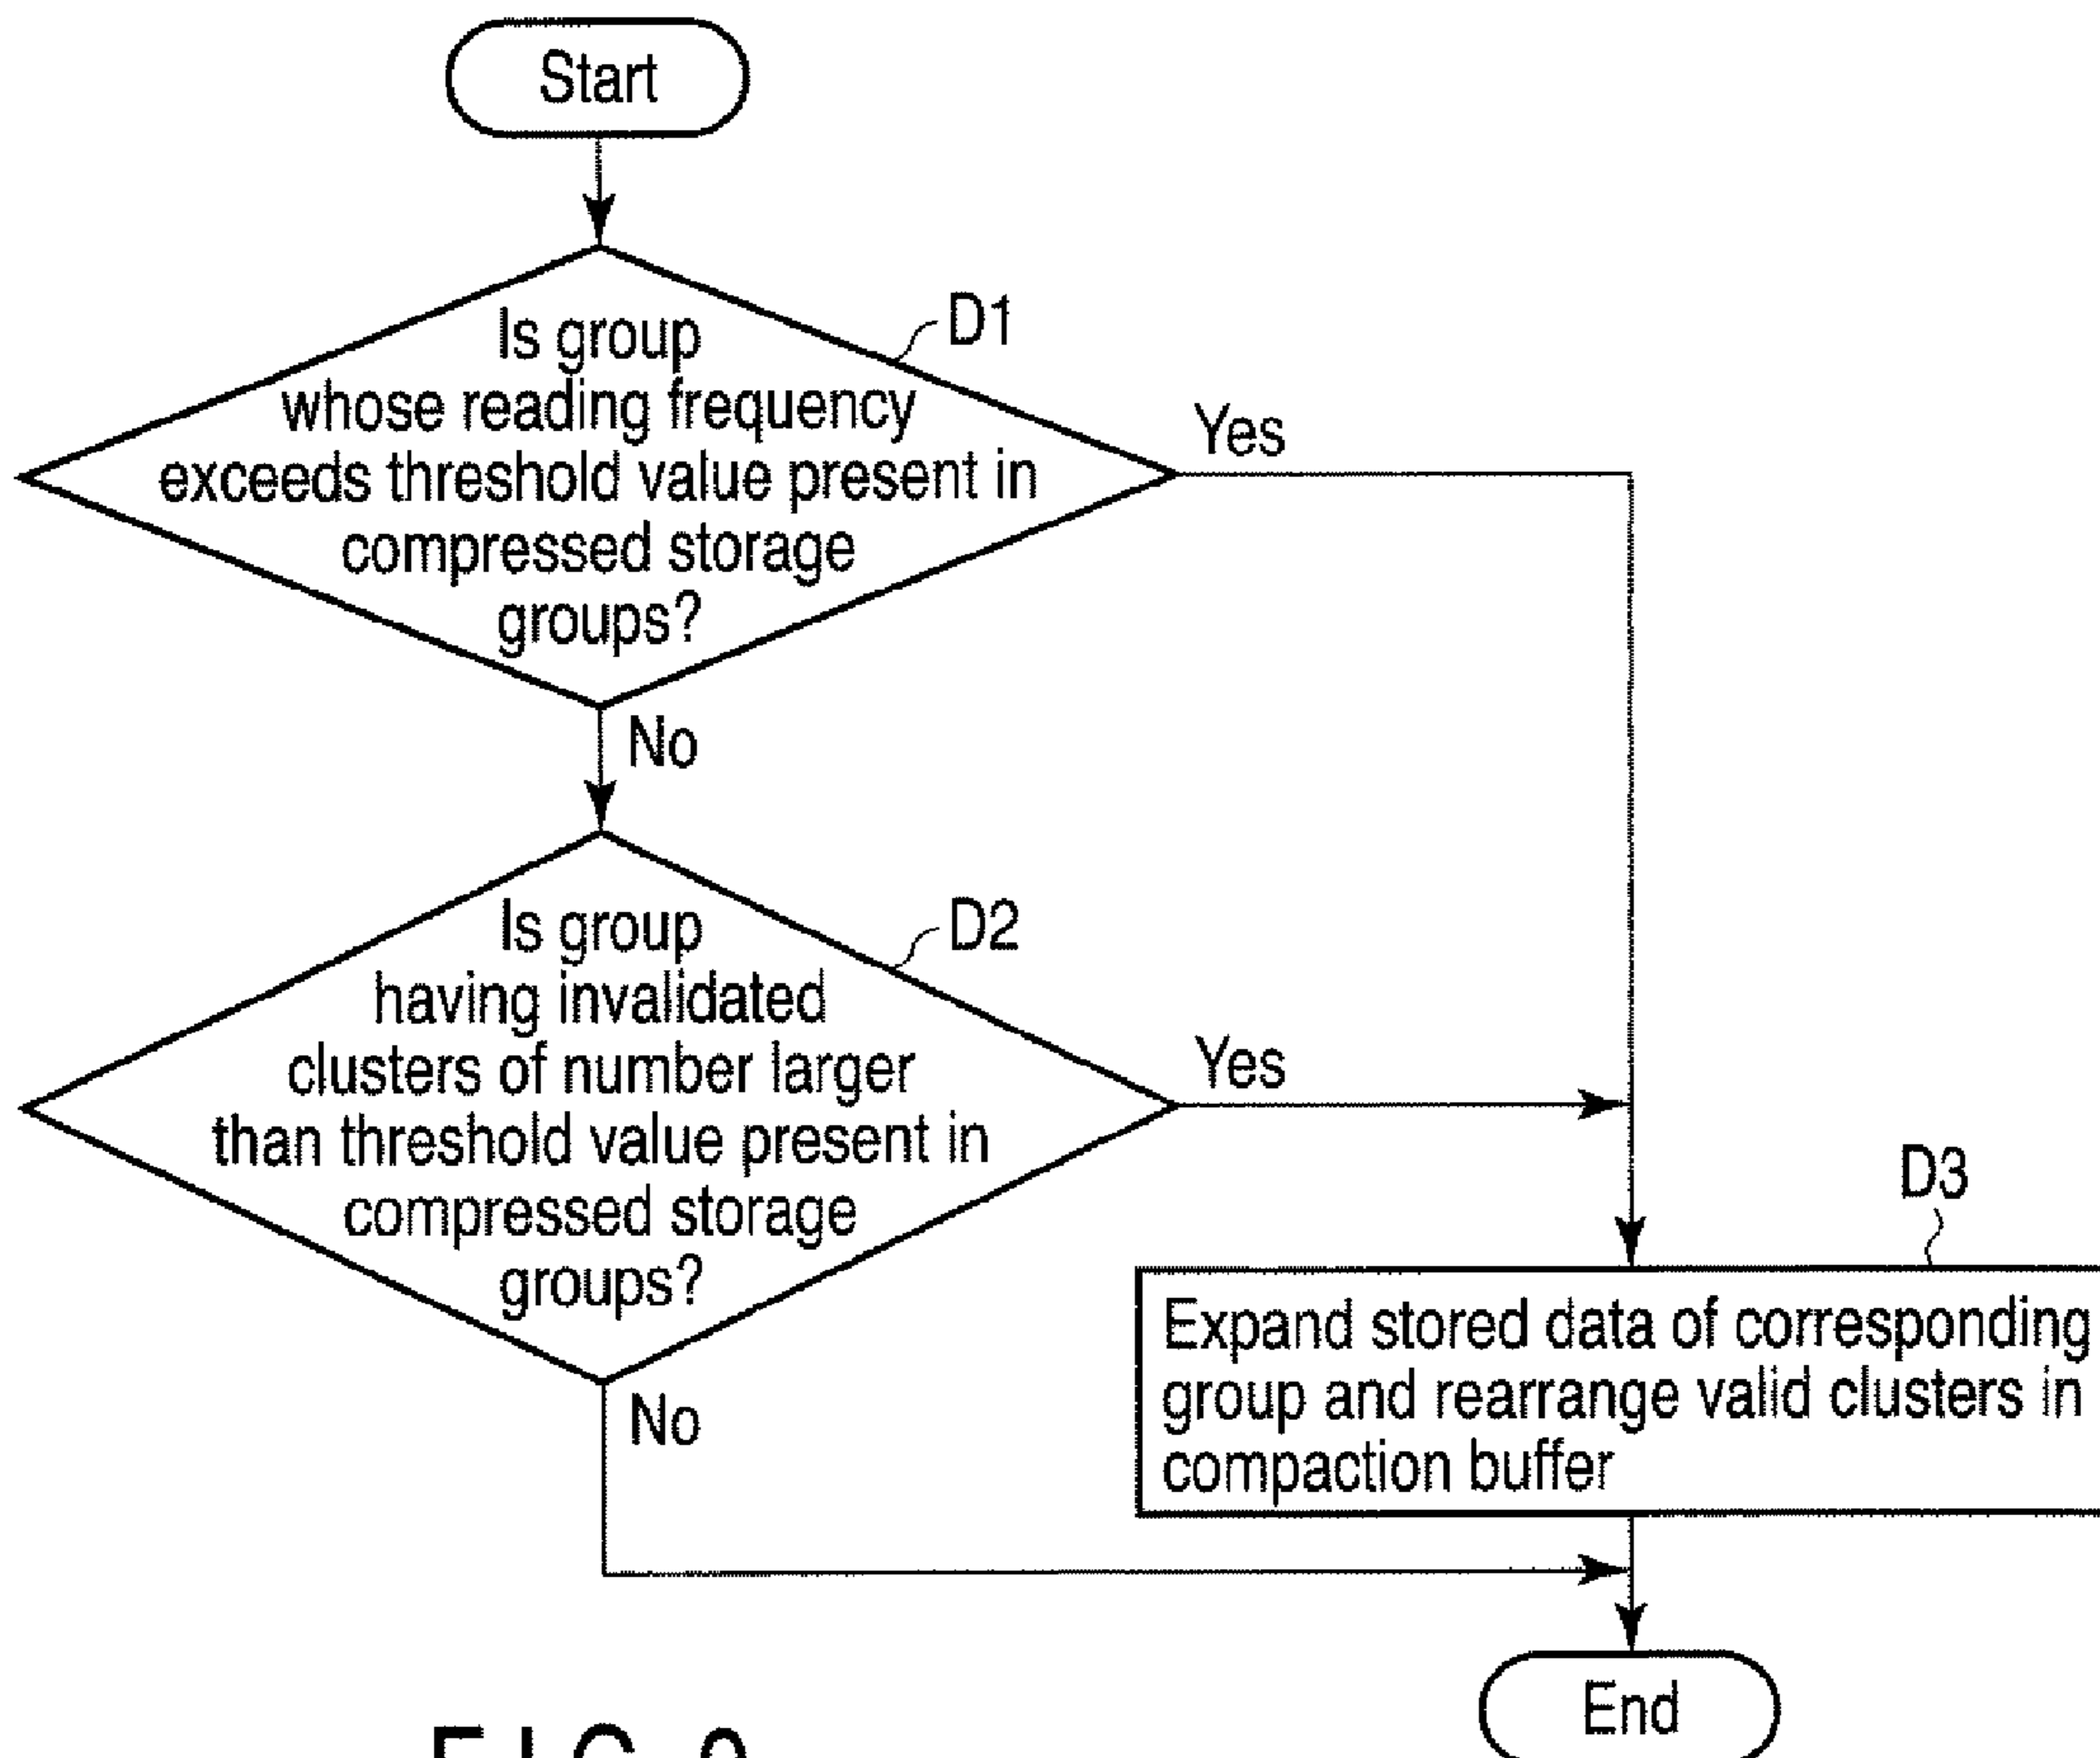 Start
Is group
whose reading frequency
exceeds threshold value present in
compressed storage
groups?
D1
Yes
No
Is group
having invalidated
clusters of number larger
than threshold value present in
compressed storage
groups?
D2
Yes
No
D3
Expand stored data of corresponding
group and rearrange valid clusters in
compaction buffer
End